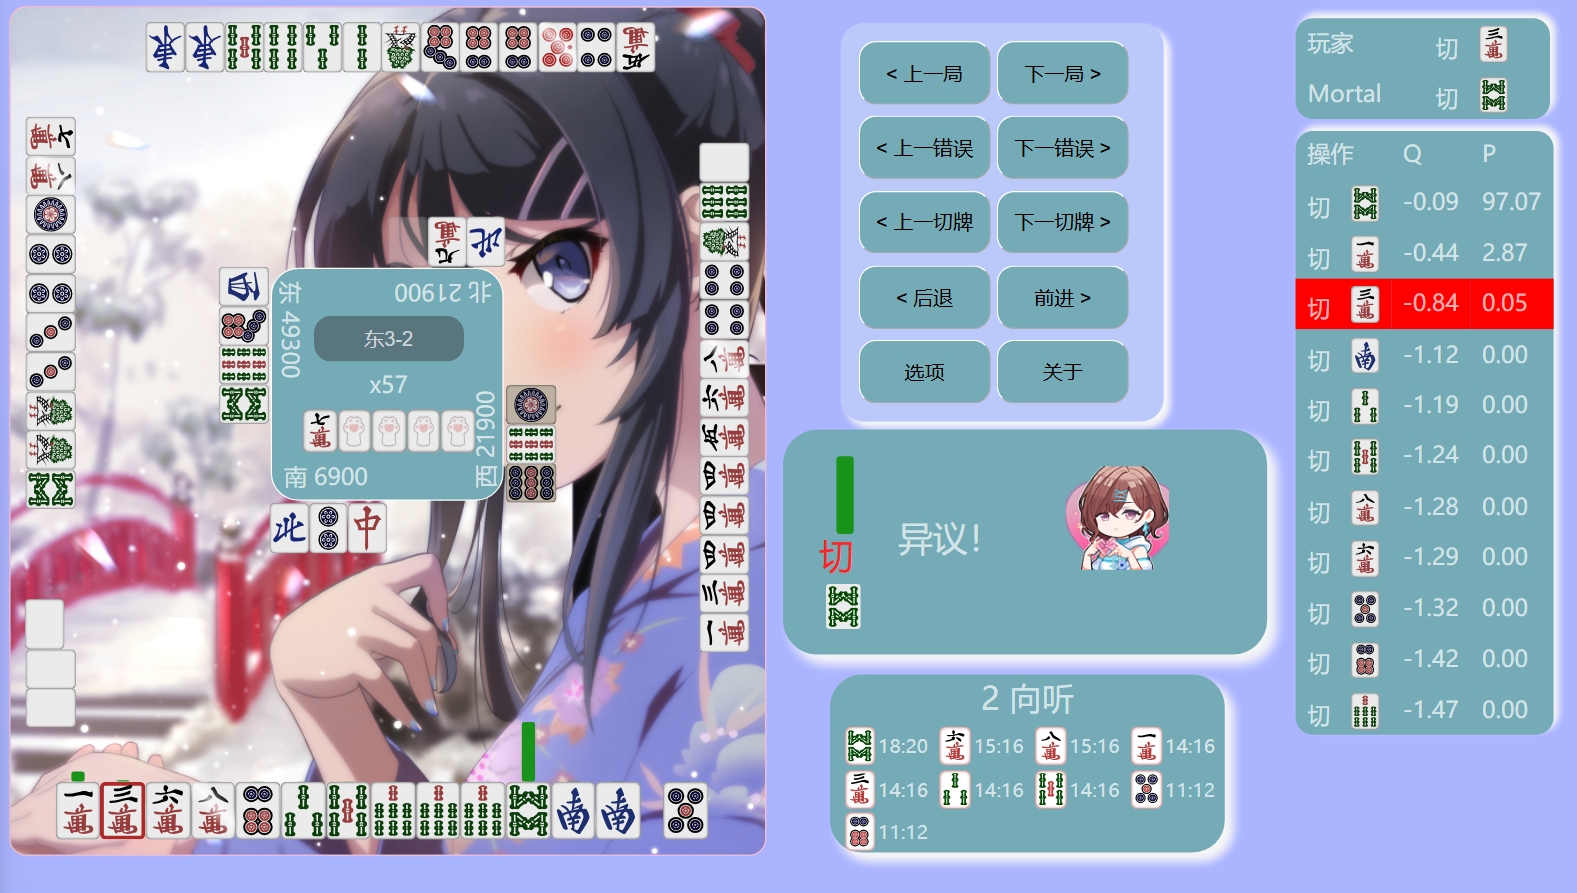 东 49300
北 21900
东3-2
x57
西 21900
南 6900
< 上一局
下一局 >
< 上一错误
下一错误 >
< 上一切牌
下一切牌 >
< 后退
前进 >
选项
关于
切
异议!
2 向听
18:20
15:16
15:16
14:16
14:16
14:16
14:16
11:12
11:12
玩家 切
Mortal 切
操作 Q P
切 -0.09 97.07
切 -0.44 2.87
切 -0.84 0.05
切 -1.12 0.00
切 -1.19 0.00
切 -1.24 0.00
切 -1.28 0.00
切 -1.29 0.00
切 -1.32 0.00
切 -1.42 0.00
切 -1.47 0.00